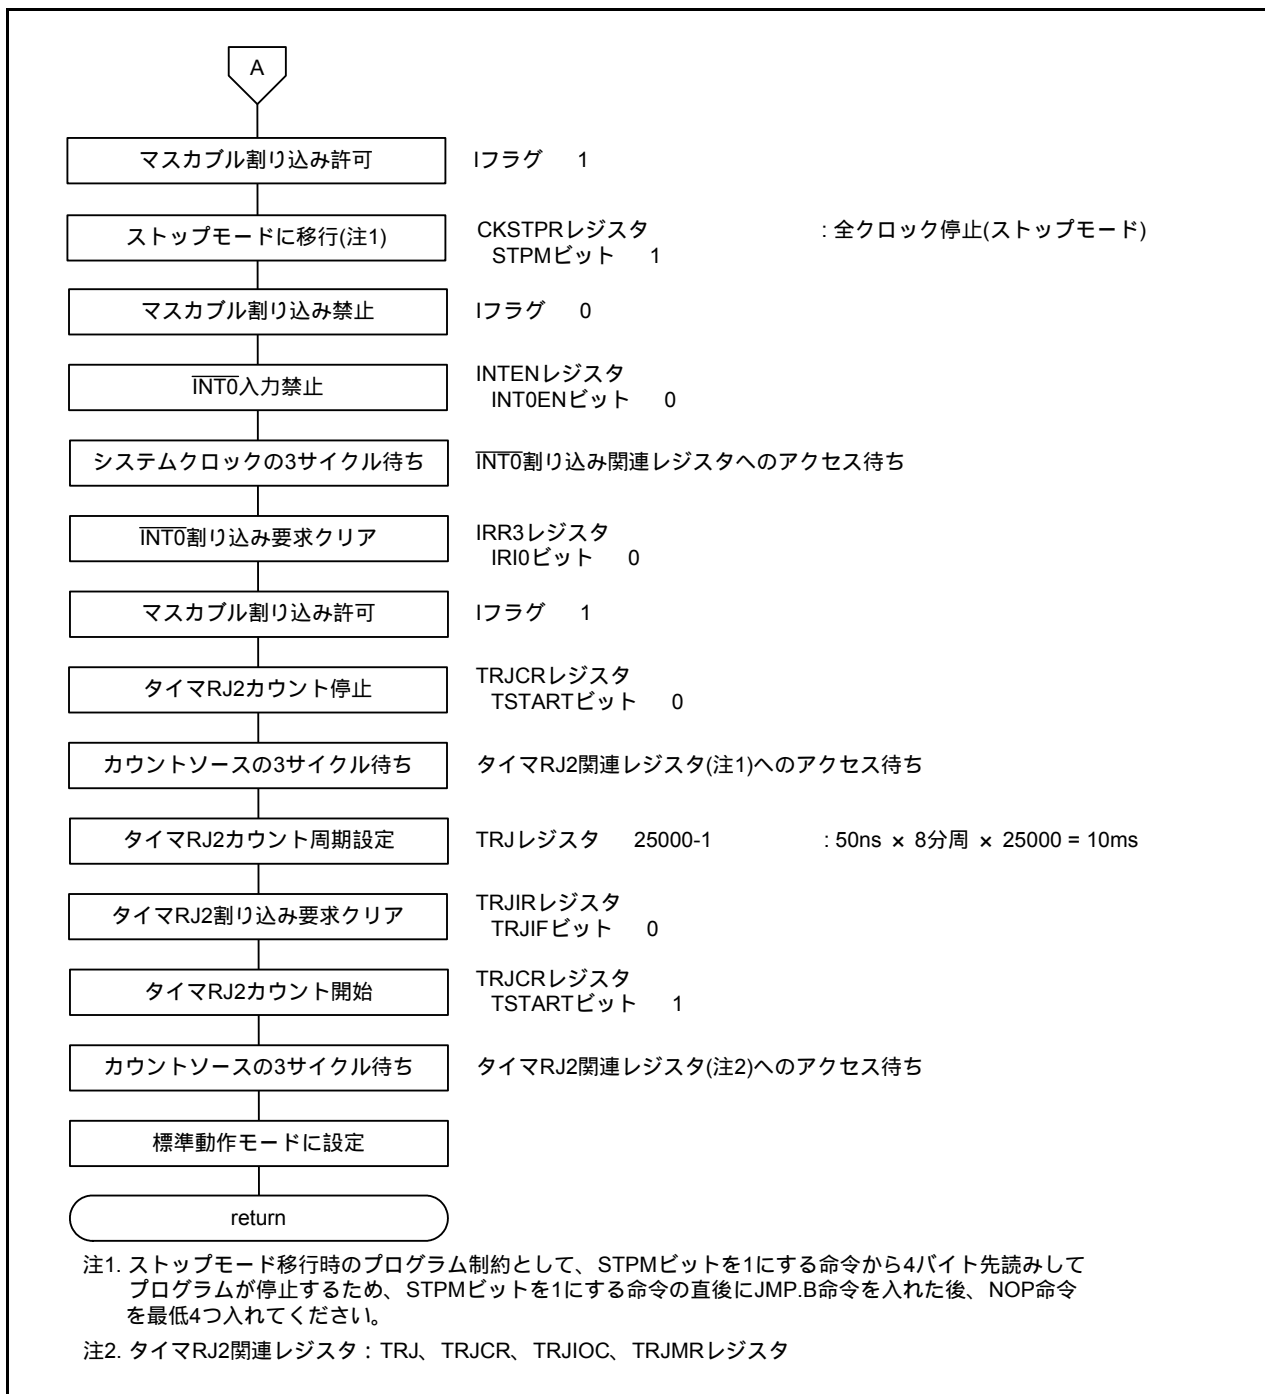 A
マスカブル割り込み許可
Iフラグ 1
ストップモードに移行(注1)
CKSTPRレジスタ : 全クロック停止(ストップモード)
STPMビット 1
マスカブル割り込み禁止
Iフラグ 0
INT0入力禁止
INTENレジスタ
INT0ENビット 0
システムクロックの3サイクル待ち
INT0割り込み関連レジスタへのアクセス待ち
INT0割り込み要求クリア
IRR3レジスタ
IRI0ビット 0
マスカブル割り込み許可
Iフラグ 1
タイマRJ2カウント停止
TRJCRレジスタ
TSTARTビット 0
カウントソースの3サイクル待ち
タイマRJ2関連レジスタ(注1)へのアクセス待ち
タイマRJ2カウント周期設定
TRJレジスタ 25000-1 : 50ns × 8分周 × 25000 = 10ms
タイマRJ2割り込み要求クリア
TRJIRレジスタ
TRJIFビット 0
タイマRJ2カウント開始
TRJCRレジスタ
TSTARTビット 1
カウントソースの3サイクル待ち
タイマRJ2関連レジスタ(注2)へのアクセス待ち
標準動作モードに設定
return
注1. ストップモード移行時のプログラム制約として、STPMビットを1にする命令から4バイト先読みして
プログラムが停止するため、STPMビットを1にする命令の直後にJMP.B命令を入れた後、NOP命令
を最低4つ入れてください。
注2. タイマRJ2関連レジスタ：TRJ、TRJCR、TRJIOC、TRJMRレジスタ